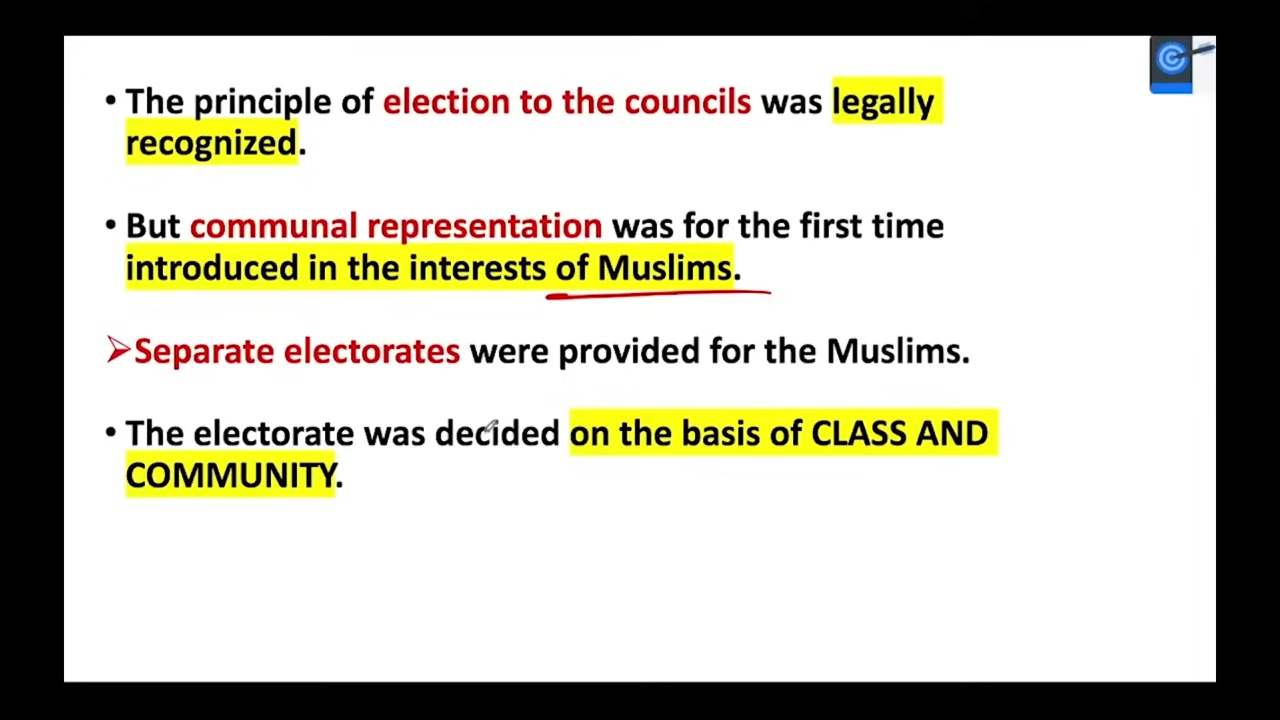 • The principle of election to the councils was legally
recognized.
• But communal representation was for the first time
introduced in the interests of Muslims.
➢Separate electorates were provided for the Muslims.
• The electorate was decided on the basis of CLASS AND
COMMUNITY.